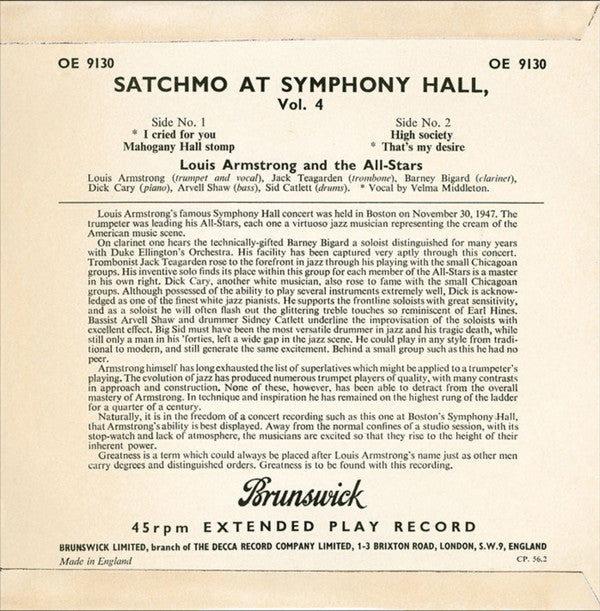 OE 9130 OE 9130
SATCHMO AT SYMPHONY HALL,
Vol. 4
Side No. 1 Side No. 2
* I cried for you High society
Mahogany Hall stomp * That's my desire
Louis Armstrong and the All-Stars
Louis Armstrong (trumpet and vocal), Jack Teagarden (trombone), Barney Bigard (clarinet),
Dick Cary (piano), Arvell Shaw (bass), Sid Catlett (drums). * Vocal by Velma Middleton.
Louis Armstrong's famous Symphony Hall concert was held in Boston on November 30, 1947. The
trumpeter was leading his All-Stars, each one a virtuoso jazz musician representing the cream of the
American music scene.
On clarinet one hears the technically-gifted Barney Bigard a soloist distinguished for many years
with Duke Ellington's Orchestra. His facility has been captured very aptly through this concert.
Trombonist Jack Teagarden rose to the forefront in jazz through his playing with the small Chicagoan
groups. His inventive solo finds its place within this group for each member of the All-Stars is a master
in his own right. Dick Cary, another white musician, also rose to fame with the small Chicagoan
groups. Although possessed of the ability to play several instruments extremely well, Dick is acknow-
ledged as one of the finest white jazz pianists. He supports the frontline soloists with great sensitivity,
and as a soloist he will often flash out the glittering treble touches so reminiscent of Earl Hines.
Bassist Arvell Shaw and drummer Sidney Catlett underline the improvisation of the soloists with
excellent effect. Big Sid must have been the most versatile drummer in jazz and his tragic death, while
still only a man in his 'forties, left a wide gap in the jazz scene. He could play in any style from tradi-
tional to modern, and still generate the same excitement. Behind a small group such as this he had no
peer.
Armstrong himself has long exhausted the list of superlatives which might be applied to a trumpeter's
playing. The evolution of jazz has produced numerous trumpet players of quality, with many contrasts
in approach and construction. None of these, however, has been able to detract from the overall
mastery of Armstrong. In technique and inspiration he has remained on the highest rung of the ladder
for a quarter of a century.
Naturally, it is in the freedom of a concert recording such as this one at Boston's Symphony Hall,
that Armstrong's ability is best displayed. Away from the normal confines of a studio session, with its
stop-watch and lack of atmosphere, the musicians are excited so that they rise to the height of their
inherent power.
Greatness is a term which could always be placed after Louis Armstrong's name just as other men
carry degrees and distinguished orders. Greatness is to be found with this recording.
Brunswick
45rpm EXTENDED PLAY RECORD
BRUNSWICK LIMITED, branch of THE DECCA RECORD COMPANY LIMITED, 1-3 BRIXTON ROAD, LONDON, S.W.9, ENGLAND
Made in England CP. 56.2